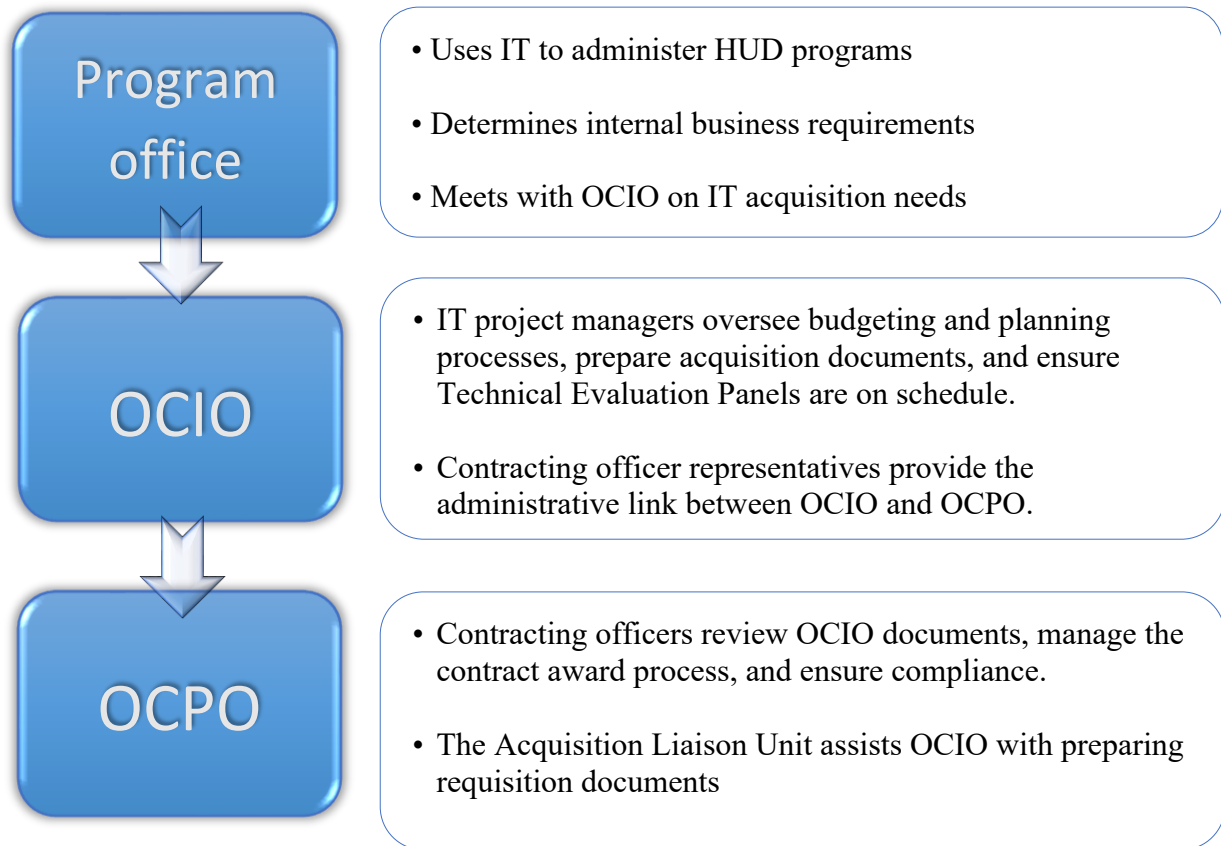 Program
office
• Uses IT to administer HUD programs
• Determines internal business requirements
• Meets with OCIO on IT acquisition needs
OCIO
• IT project managers oversee budgeting and planning
processes, prepare acquisition documents, and ensure
Technical Evaluation Panels are on schedule.
• Contracting officer representatives provide the
administrative link between OCIO and OCPO.
OCPO
• Contracting officers review OCIO documents, manage the
contract award process, and ensure compliance.
• The Acquisition Liaison Unit assists OCIO with preparing
requisition documents